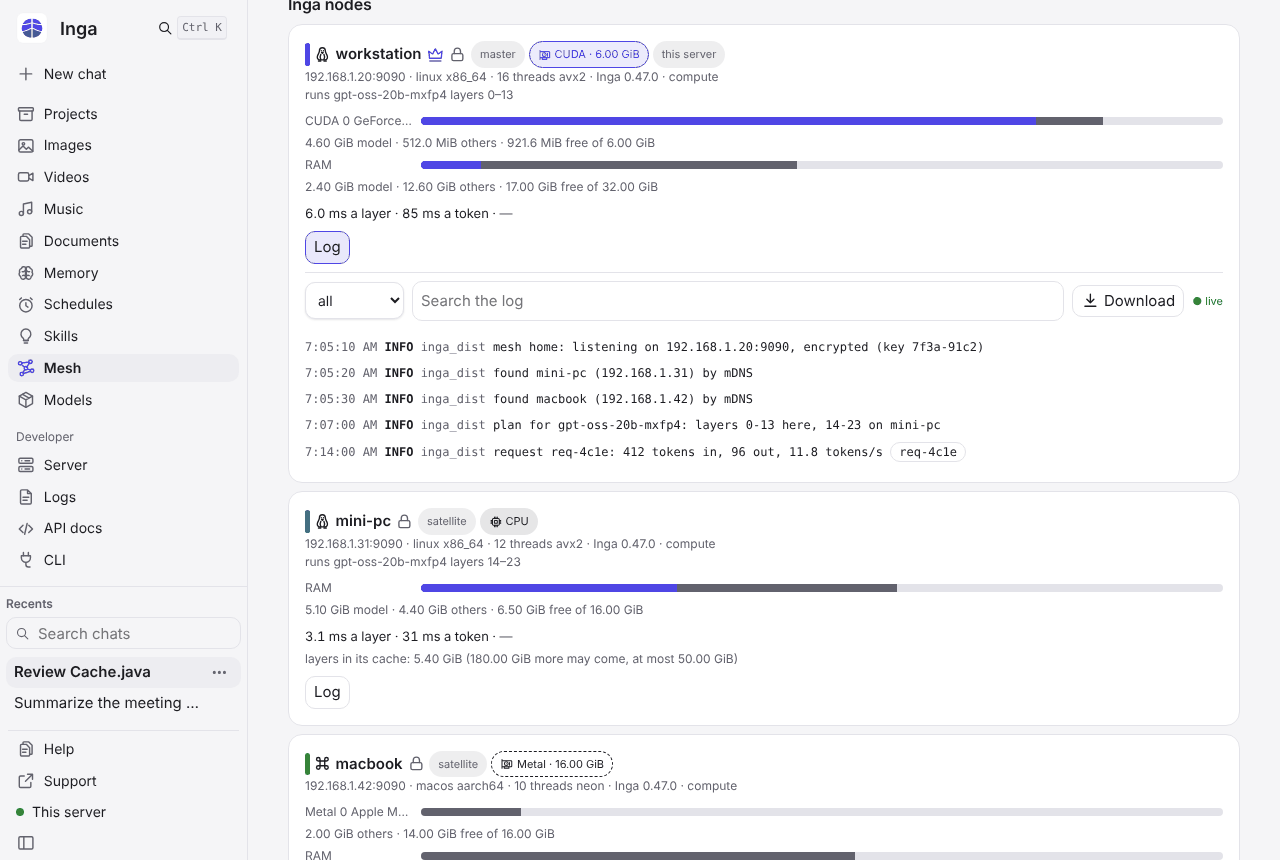 Inga
Ctrl K
New chat
Projects
Images
Videos
Music
Documents
Memory
Schedules
Skills
Mesh
Models
Developer
Server
Logs
API docs
CLI
Recents
Search chats
Review Cache.java
Summarize the meeting ...
Help
Support
This server
Inga nodes
workstation master CUDA · 6.00 GiB this server
192.168.1.20:9090 · linux x86_64 · 16 threads avx2 · Inga 0.47.0 · compute
runs gpt-oss-20b-mxfp4 layers 0–13
CUDA 0 GeForce...
4.60 GiB model · 512.0 MiB others · 921.6 MiB free of 6.00 GiB
RAM
2.40 GiB model · 12.60 GiB others · 17.00 GiB free of 32.00 GiB
6.0 ms a layer · 85 ms a token · —
Log
all Search the log Download live
7:05:10 AM INFO inga_dist mesh home: listening on 192.168.1.20:9090, encrypted (key 7f3a-91c2)
7:05:20 AM INFO inga_dist found mini-pc (192.168.1.31) by mDNS
7:05:30 AM INFO inga_dist found macbook (192.168.1.42) by mDNS
7:07:00 AM INFO inga_dist plan for gpt-oss-20b-mxfp4: layers 0-13 here, 14-23 on mini-pc
7:14:00 AM INFO inga_dist request req-4c1e: 412 tokens in, 96 out, 11.8 tokens/s req-4c1e
mini-pc satellite CPU
192.168.1.31:9090 · linux x86_64 · 12 threads avx2 · Inga 0.47.0 · compute
runs gpt-oss-20b-mxfp4 layers 14–23
RAM
5.10 GiB model · 4.40 GiB others · 6.50 GiB free of 16.00 GiB
3.1 ms a layer · 31 ms a token · —
layers in its cache: 5.40 GiB (180.00 GiB more may come, at most 50.00 GiB)
Log
macbook satellite Metal · 16.00 GiB
192.168.1.42:9090 · macos aarch64 · 10 threads neon · Inga 0.47.0 · compute
Metal 0 Apple M...
2.00 GiB others · 14.00 GiB free of 16.00 GiB
RAM